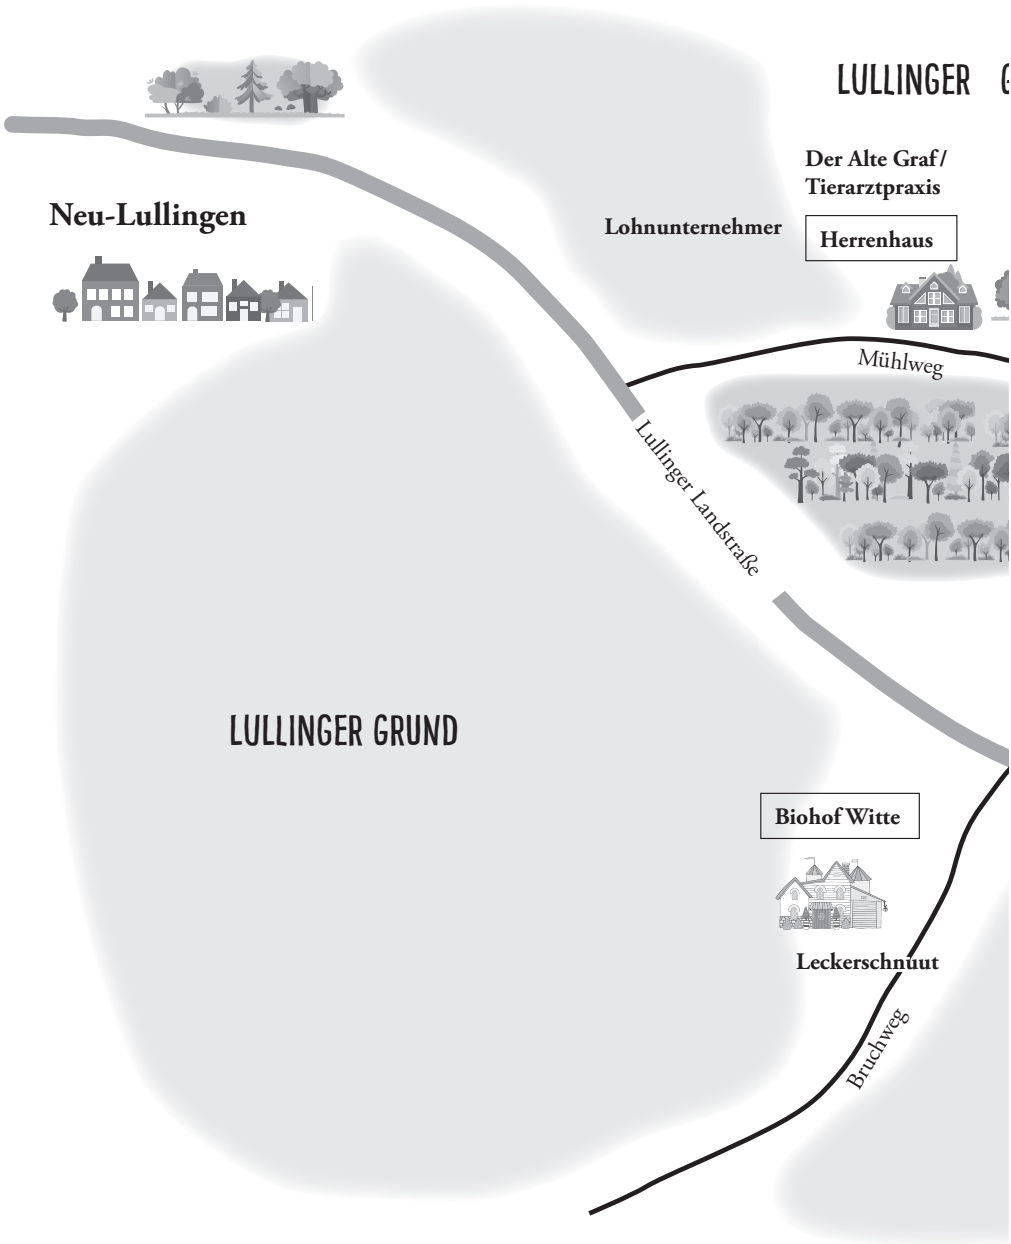 LULLINGER G
Der Alte Graf/
Tierarztpraxis
Neu-Lullingen
Lohnunternehmer
Herrenhaus
Mühlweg
Lullinger Landstraße
LULLINGER GRUND
Biohof Witte
Leckerschnuut
Bruchweg